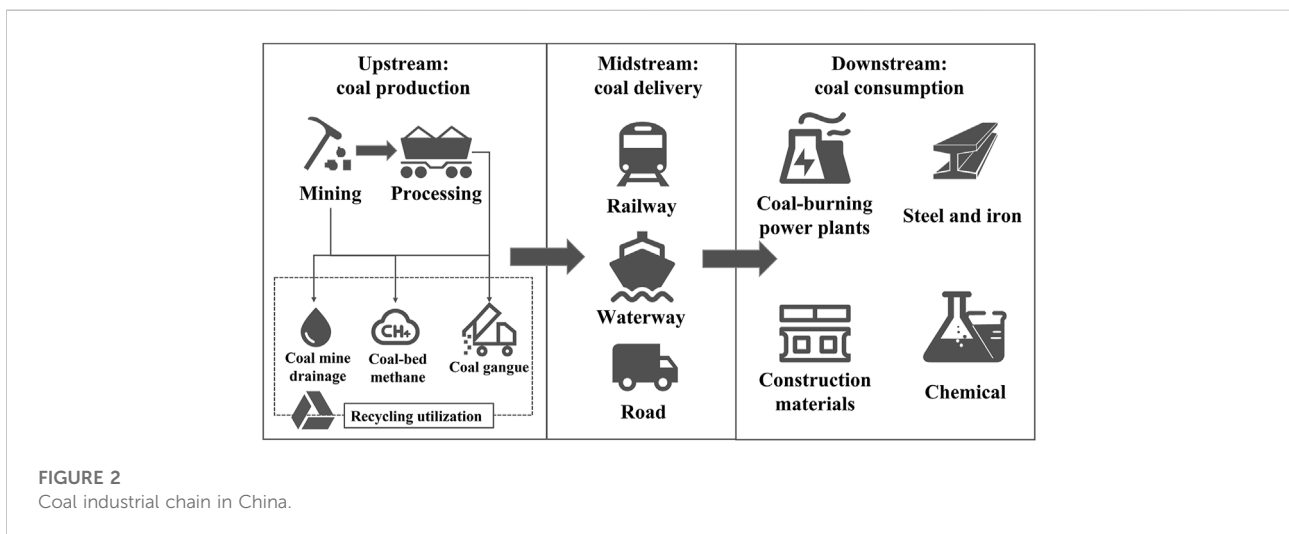 Upstream:
coal production
Mining
Processing
CH4
Coal mine
drainage
Coal-bed
methane
Coal gangue
Recycling utilization
Midstream:
coal delivery
Railway
Waterway
Road
Downstream:
coal consumption
Coal-burning
power plants
Steel and iron
Construction
materials
Chemical
FIGURE 2
Coal industrial chain in China.